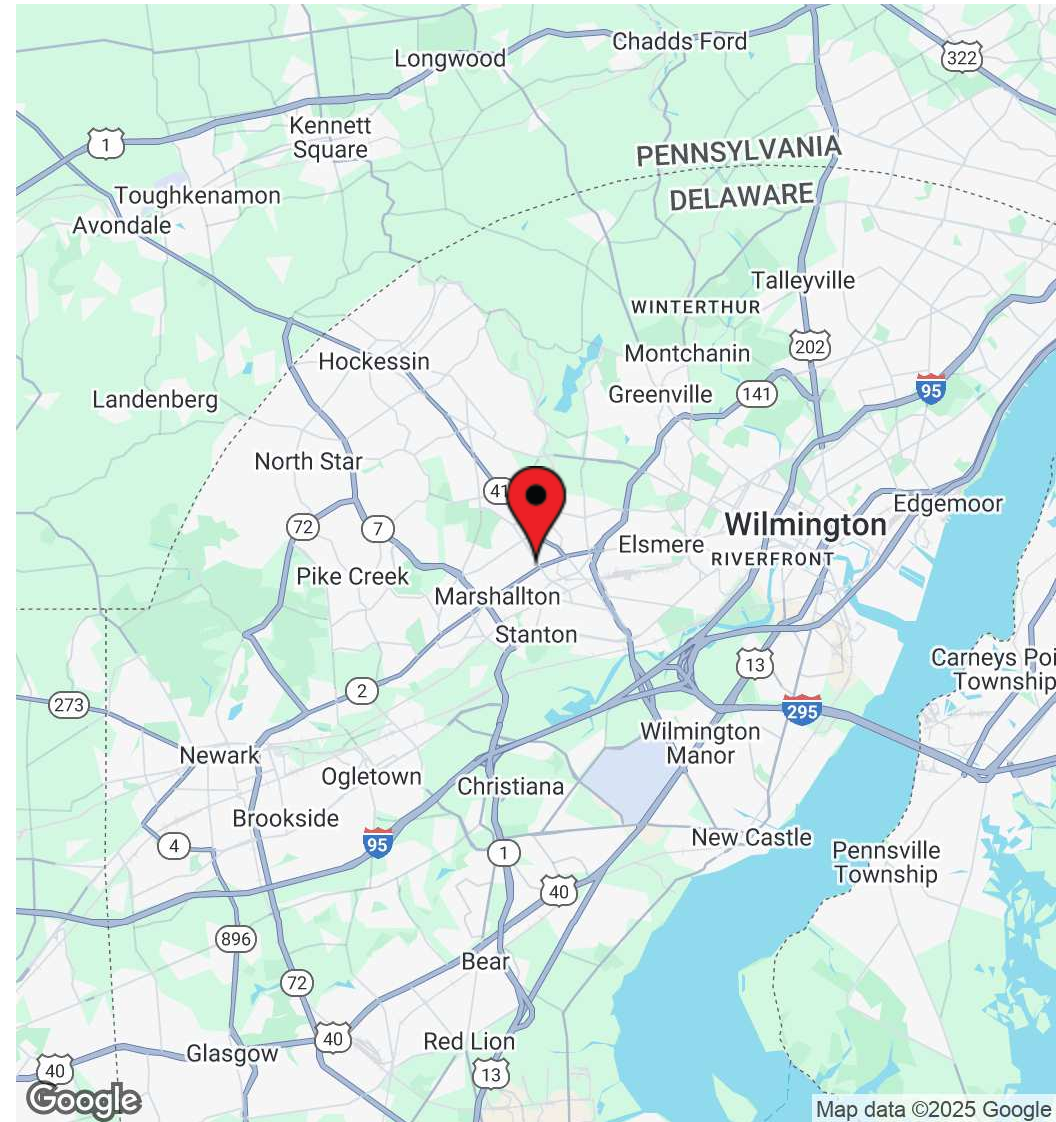 Chadds Ford
Longwood
322
Kennett
Square
1
PENNSYLVANIA
DELAWARE
Toughkenamon
Avondale
Talleyville
WINTERTHUR
202
Hockessin
Montchanin
Greenville
141
95
Landenberg
North Star
41
Edgemoor
72
7
Wilmington
RIVERFRONT
Elsmere
Pike Creek
Marshallton
Stanton
13
Carneys Poi
Township
2
273
295
Wilmington
Manor
Newark
Ogletown
Christiana
Brookside
New Castle
4
95
1
Pennsville
Township
40
896
Bear
72
40
Red Lion
Glasgow
40
13
Google
Map data ©2025 Google